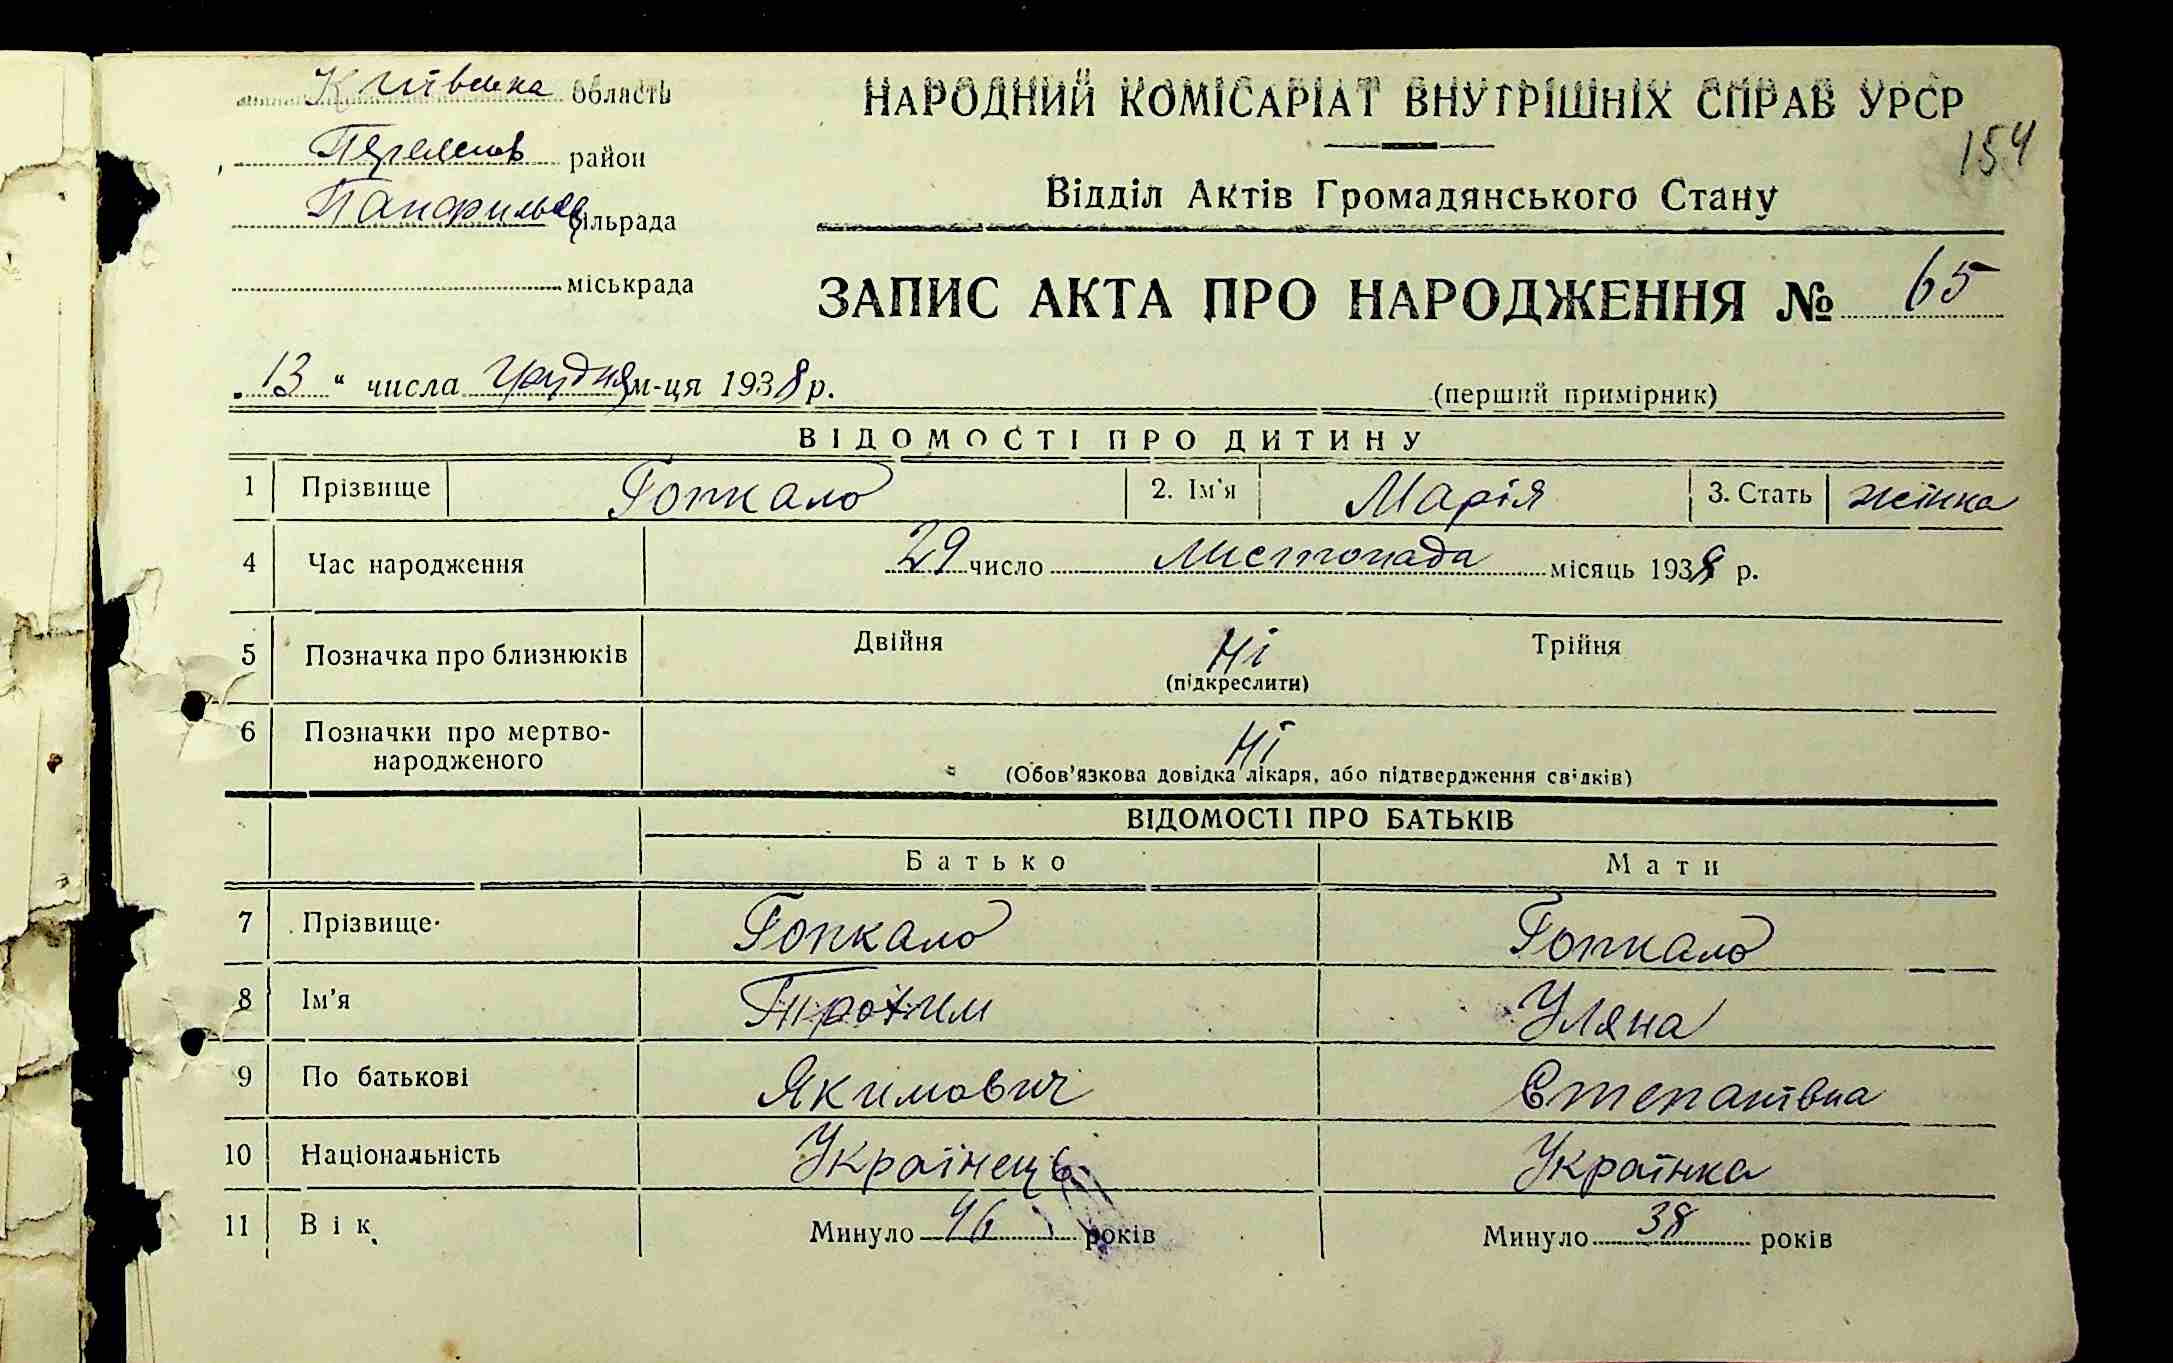 Київська область
НАРОДНИЙ КОМІСАРІАТ ВНУТРІШНІХ СПРАВ УРСР
154
район
Відділ Актів Громадянського Стану
Панфильев сільрада
міськрада
ЗАПИС АКТА ПРО НАРОДЖЕННЯ № 65
„13“ числа Грудня м-ця 1938 р.
(перший примірник)
ВІДОМОСТІ ПРО ДИТИНУ
1 Прізвище Гопкало 2. Ім'я Марія 3. Стать жінка
4 Час народження 29 число Листопада місяць 1938 р.
5 Позначка про близнюків Двійня Ні Трійня
(підкреслити)
6 Позначки про мертво-
народженого Ні
(Обов'язкова довідка лікаря, або підтвердження свідків)
ВІДОМОСТІ ПРО БАТЬКІВ
Батько Мати
7 Прізвище Гопкало Гопкало
8 Ім'я Трохим Уляна
9 По батькові Якимович Степанівна
10 Національність Українець Українка
11 Вік Минуло 46 років Минуло 38 років